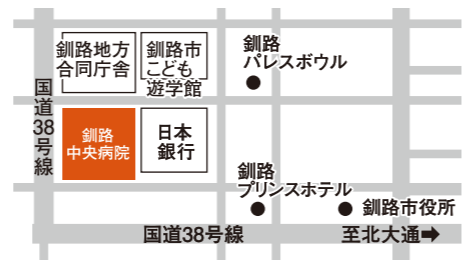 釧路地方
合同庁舎
釧路市
こども
遊学館
釧路
パレスボウル
国道38号線
釧路
中央病院
日本
銀行
釧路
プリンスホテル
釧路市役所
国道38号線
至北大通➡